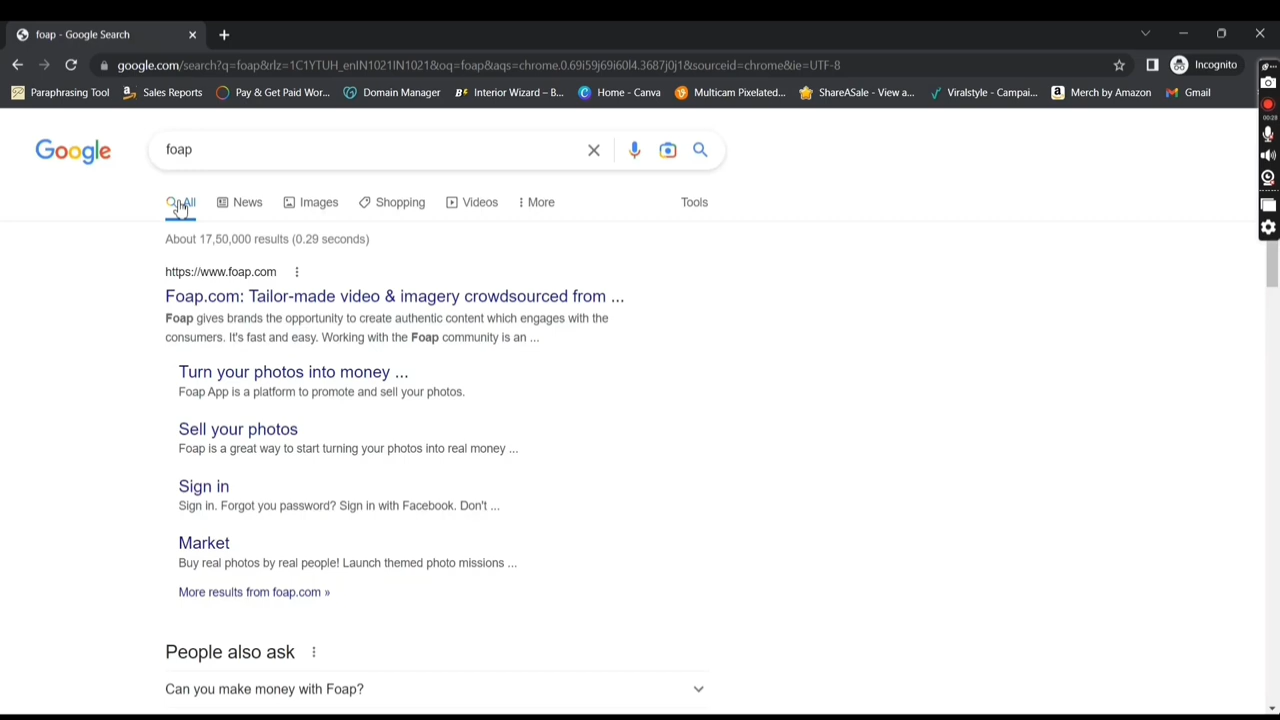 foap - Google Search
google.com/search?q=foap&rlz=1C1YTUH_enIN1021IN1021&oq=foap&aqs=chrome.0.69i59j69i60l4.3687j0j1&sourceid=chrome&ie=UTF-8
Incognito
Paraphrasing Tool
Sales Reports
Pay & Get Paid Wor...
Domain Manager
Interior Wizard – B...
Home - Canva
Multicam Pixelated...
ShareASale - View a...
Viralstyle - Campai...
Merch by Amazon
Gmail
Google
foap
All
News
Images
Shopping
Videos
More
Tools
About 17,50,000 results (0.29 seconds)
https://www.foap.com
Foap.com: Tailor-made video & imagery crowdsourced from ...
Foap gives brands the opportunity to create authentic content which engages with the
consumers. It's fast and easy. Working with the Foap community is an ...
Turn your photos into money ...
Foap App is a platform to promote and sell your photos.
Sell your photos
Foap is a great way to start turning your photos into real money ...
Sign in
Sign in. Forgot you password? Sign in with Facebook. Don't ...
Market
Buy real photos by real people! Launch themed photo missions ...
More results from foap.com »
People also ask
Can you make money with Foap?